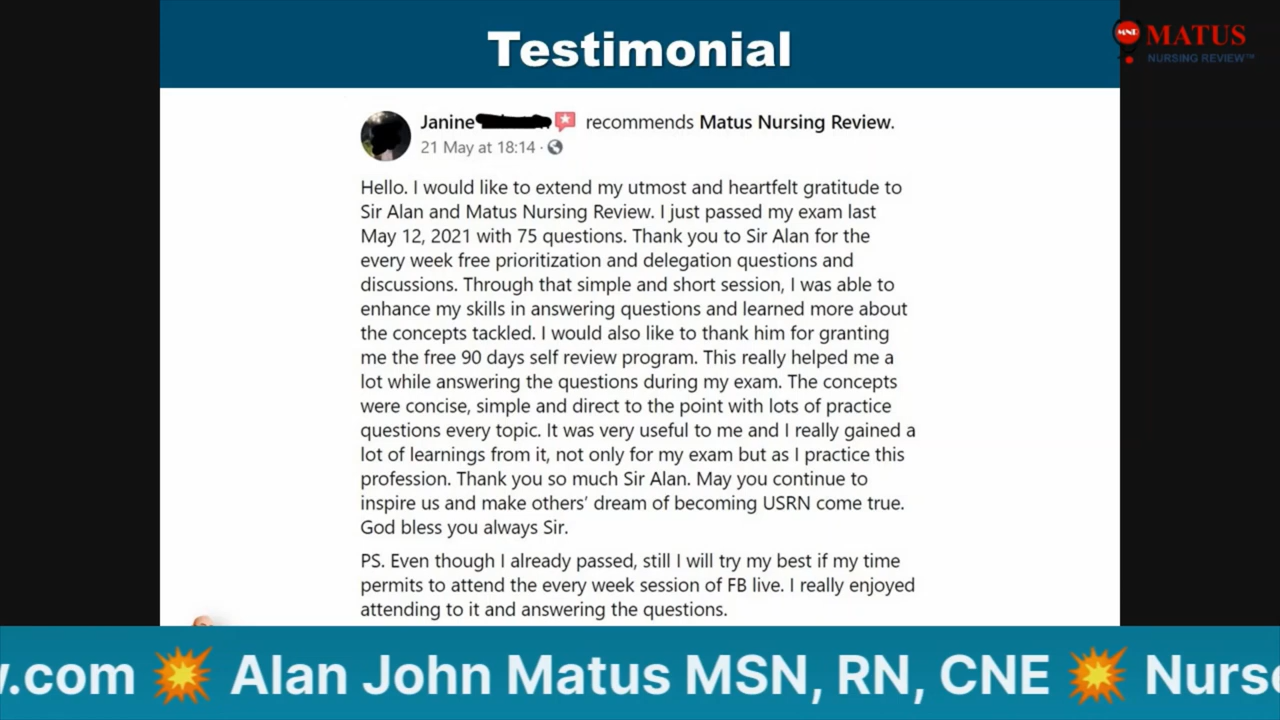 Testimonial
MNR
MATUS
NURSING REVIEW™
Janine recommends Matus Nursing Review.
21 May at 18:14 ·
Hello. I would like to extend my utmost and heartfelt gratitude to
Sir Alan and Matus Nursing Review. I just passed my exam last
May 12, 2021 with 75 questions. Thank you to Sir Alan for the
every week free prioritization and delegation questions and
discussions. Through that simple and short session, I was able to
enhance my skills in answering questions and learned more about
the concepts tackled. I would also like to thank him for granting
me the free 90 days self review program. This really helped me a
lot while answering the questions during my exam. The concepts
were concise, simple and direct to the point with lots of practice
questions every topic. It was very useful to me and I really gained a
lot of learnings from it, not only for my exam but as I practice this
profession. Thank you so much Sir Alan. May you continue to
inspire us and make others’ dream of becoming USRN come true.
God bless you always Sir.
PS. Even though I already passed, still I will try my best if my time
permits to attend the every week session of FB live. I really enjoyed
attending to it and answering the questions.
.com 💥 Alan John Matus MSN, RN, CNE 💥 Nurse